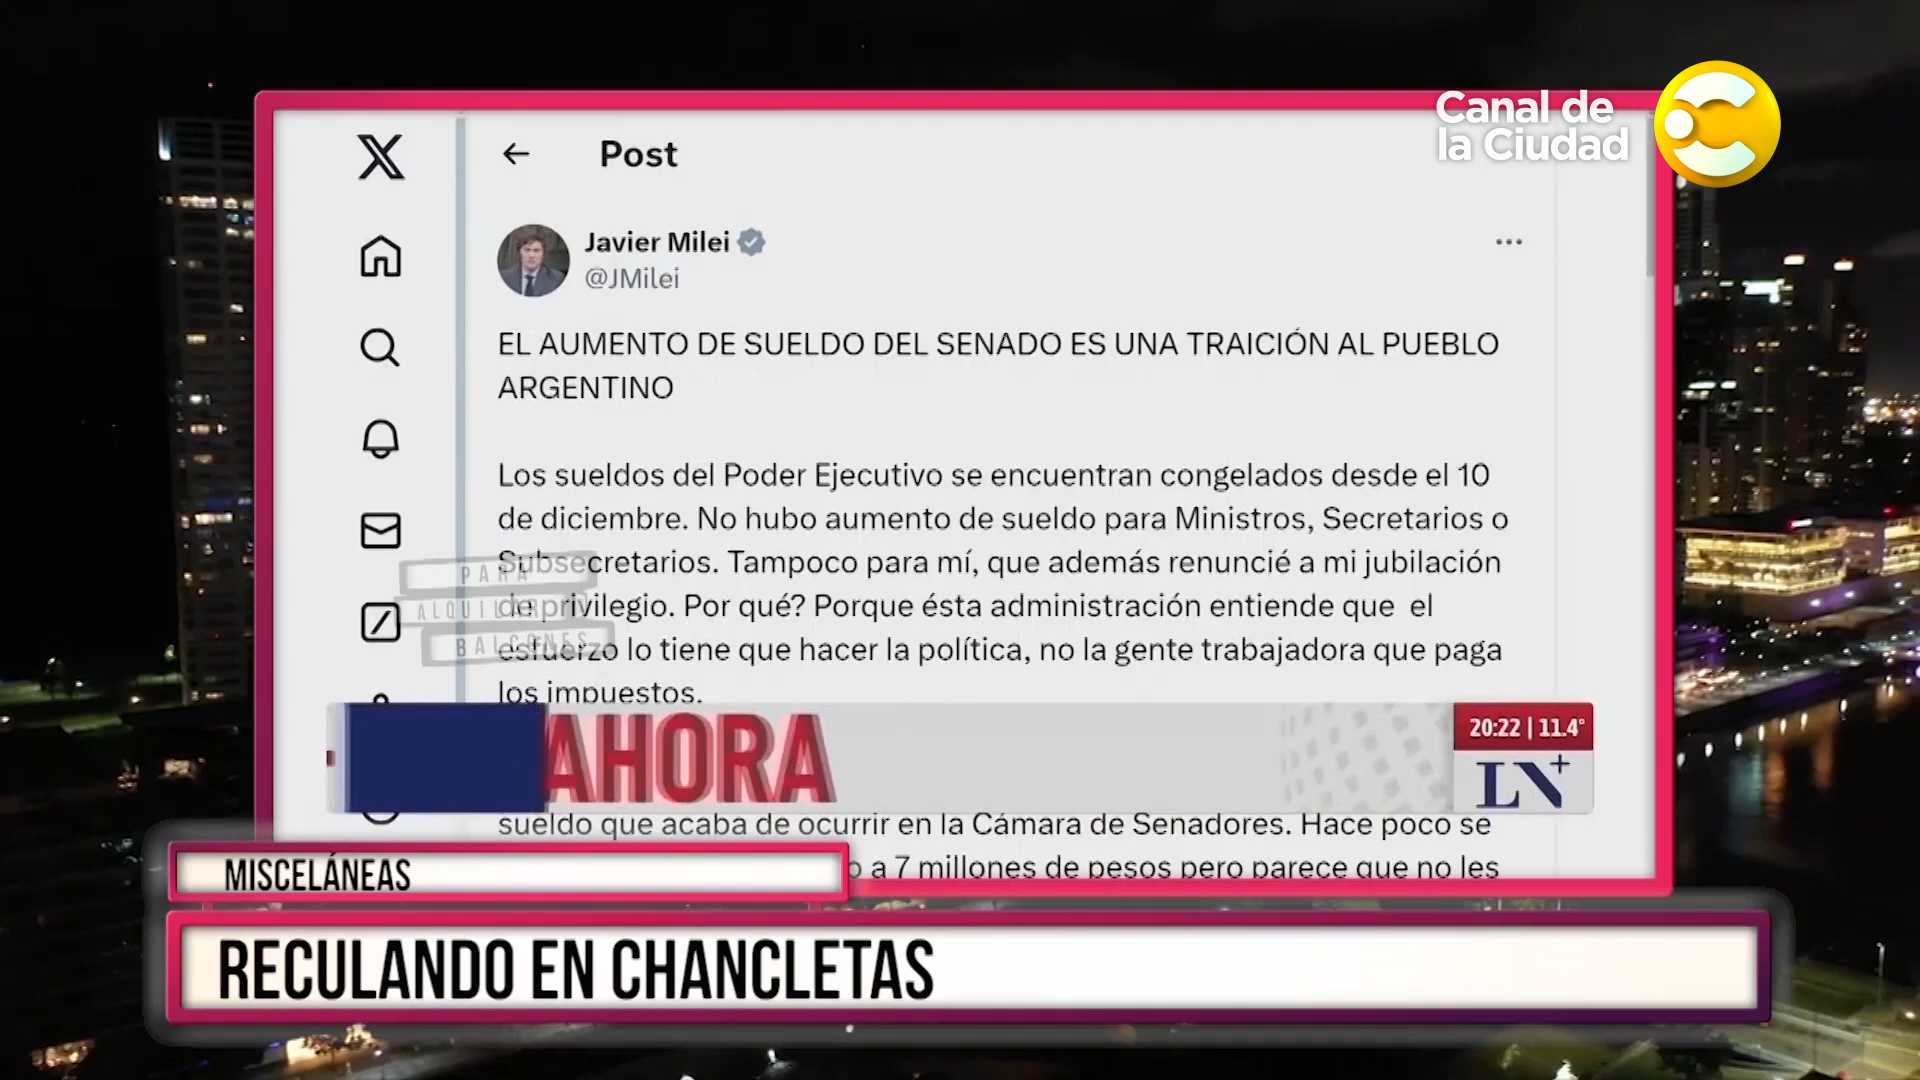 Canal de
la Ciudad
Post
Javier Milei
@JMilei
EL AUMENTO DE SUELDO DEL SENADO ES UNA TRAICIÓN AL PUEBLO
ARGENTINO
Los sueldos del Poder Ejecutivo se encuentran congelados desde el 10
de diciembre. No hubo aumento de sueldo para Ministros, Secretarios o
Subsecretarios. Tampoco para mí, que además renuncié a mi jubilación
de privilegio. Por qué? Porque ésta administración entiende que el
esfuerzo lo tiene que hacer la política, no la gente trabajadora que paga
los impuestos.
PARA
ALQUILAR
BALCONES
AHORA
20:22 | 11.4°
LN+
sueldo que acaba de ocurrir en la Cámara de Senadores. Hace poco se
a 7 millones de pesos pero parece que no les
MISCELÁNEAS
RECULANDO EN CHANCLETAS